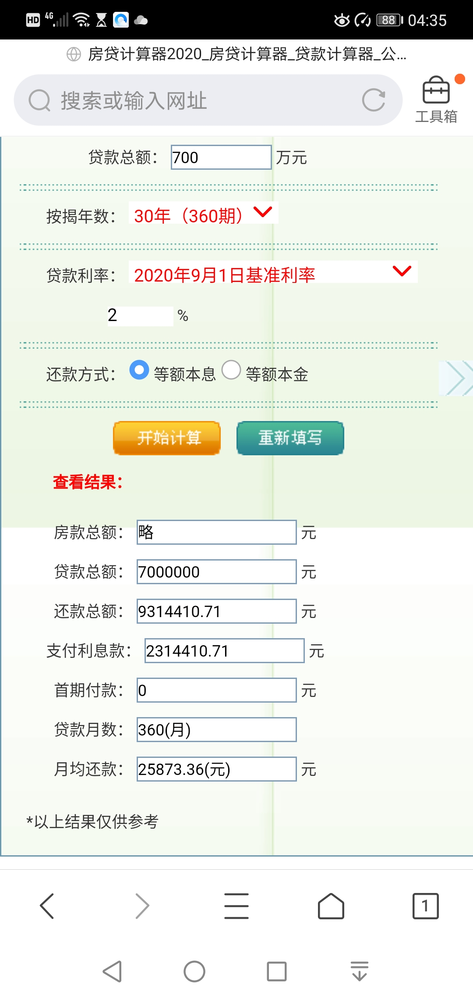 HD 4G 88 04:35
房贷计算器2020_房贷计算器_贷款计算器_公...
搜索或输入网址
工具箱
贷款总额： 700 万元
按揭年数： 30年（360期）
贷款利率： 2020年9月1日基准利率
2 %
还款方式： 等额本息 等额本金
开始计算 重新填写
查看结果：
房款总额： 略 元
贷款总额： 7000000 元
还款总额： 9314410.71 元
支付利息款： 2314410.71 元
首期付款： 0 元
贷款月数： 360(月)
月均还款： 25873.36(元) 元
*以上结果仅供参考
1